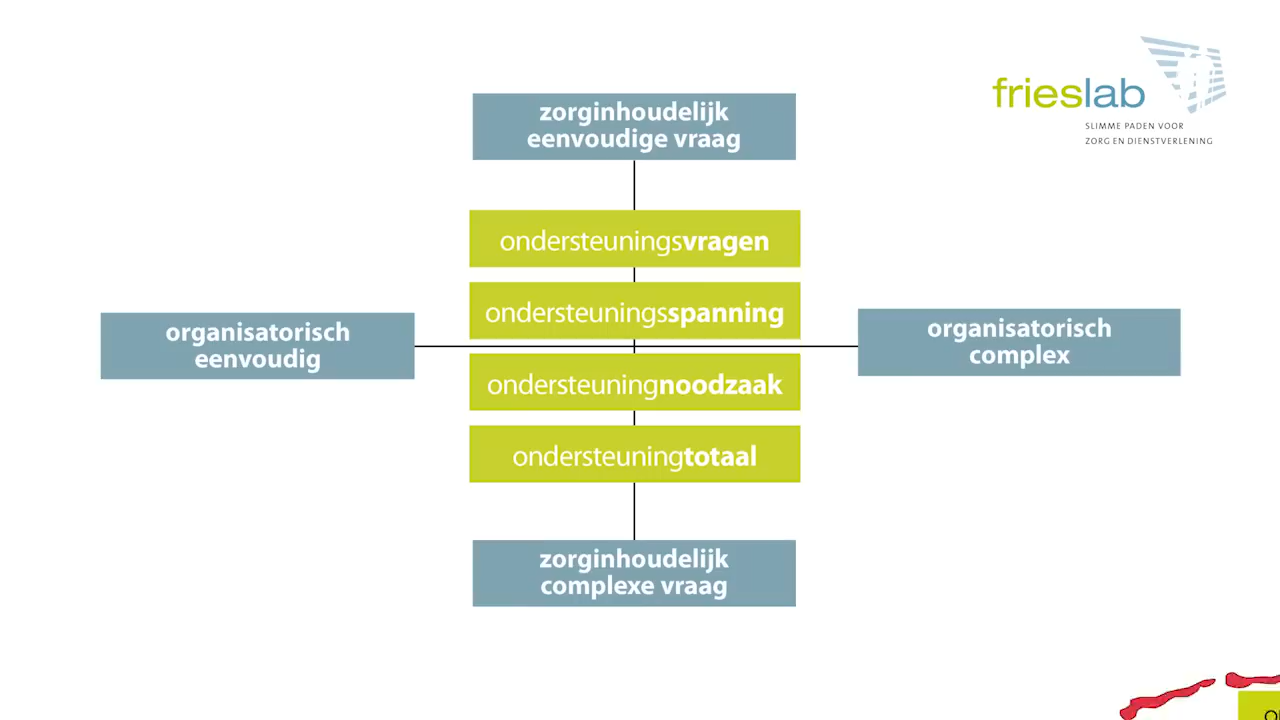 frieslab
SLIMME PADEN VOOR
ZORG EN DIENSTVERLENING
zorginhoudelijk
eenvoudige vraag
ondersteuningsvragen
ondersteuningsspanning
organisatorisch
eenvoudig
organisatorisch
complex
ondersteuningnoodzaak
ondersteuningtotaal
zorginhoudelijk
complexe vraag